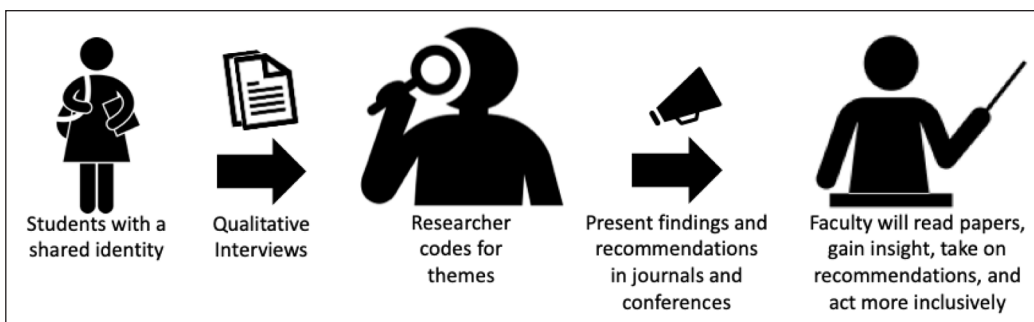 Students with a
shared identity
Qualitative
Interviews
Researcher
codes for
themes
Present findings and
recommendations
in journals and
conferences
Faculty will read papers,
gain insight, take on
recommendations, and
act more inclusively